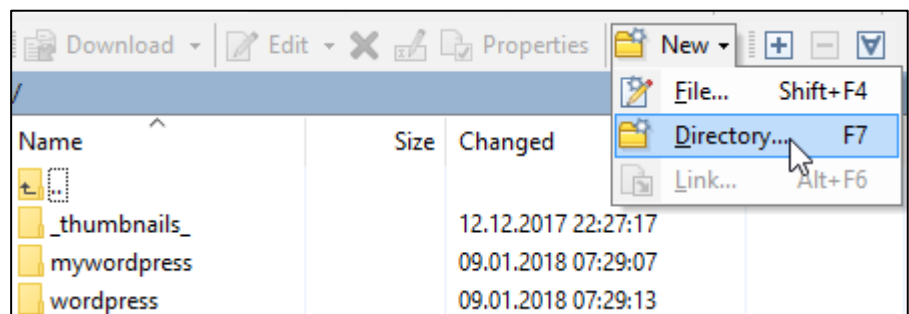 Download Edit Properties New
/
File... Shift+F4
Name Size Changed
Directory... F7
..
Link... Alt+F6
_thumbnails_ 12.12.2017 22:27:17
mywordpress 09.01.2018 07:29:07
wordpress 09.01.2018 07:29:13